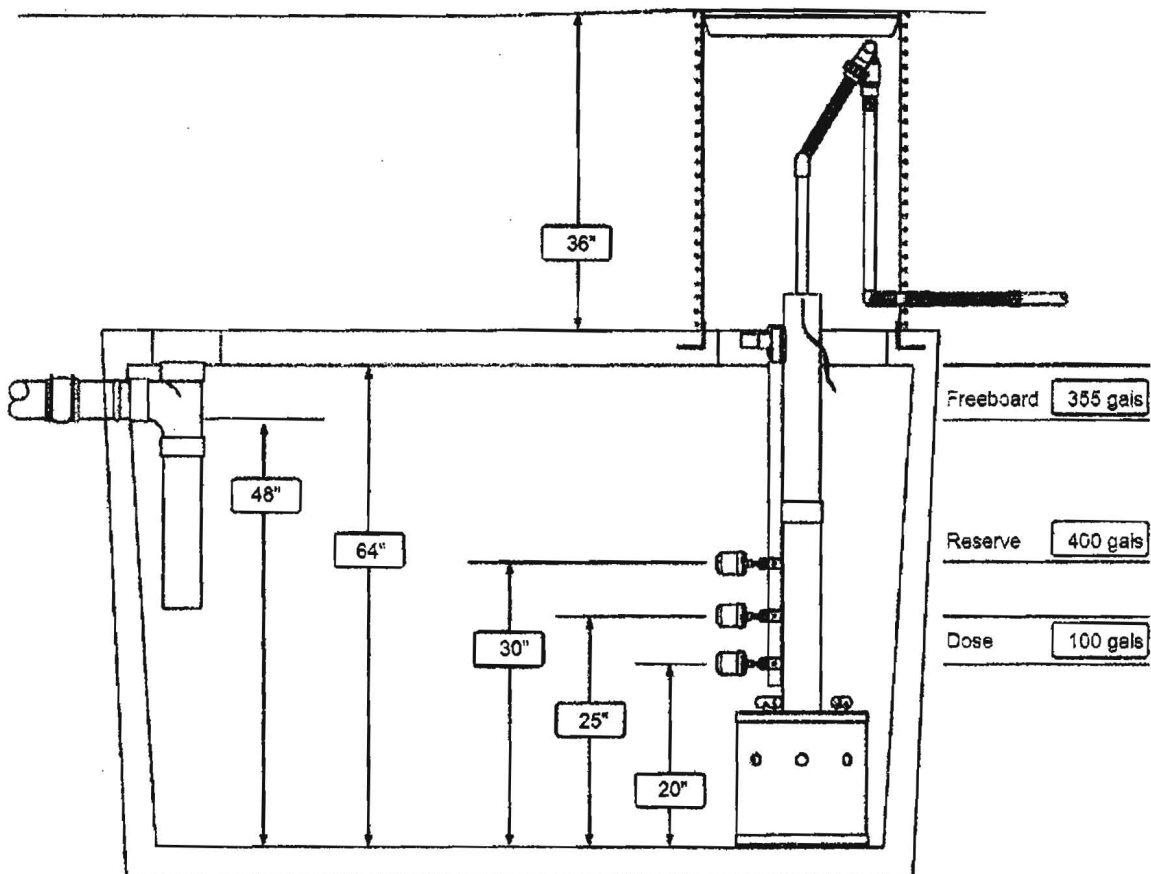 36"
Freeboard 355 gals
48"
64"
Reserve 400 gals
30"
Dose 100 gals
25"
20"